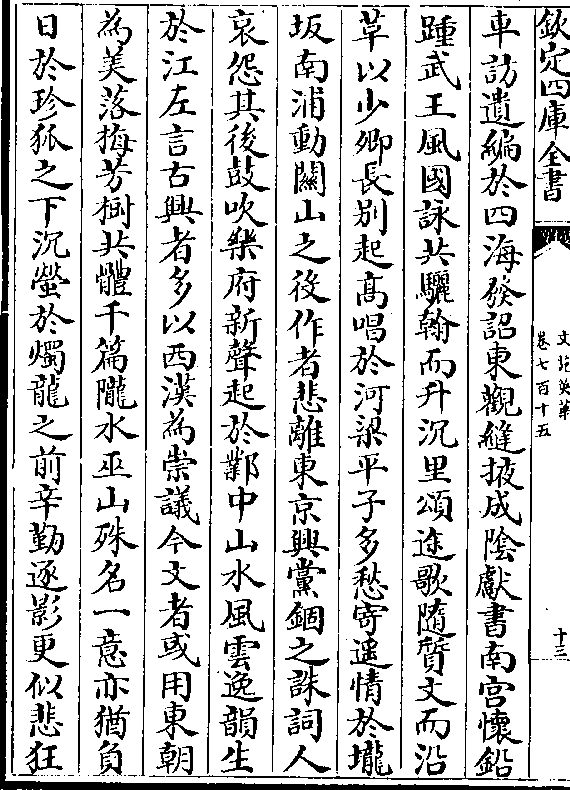 欽定四庫全書
文苑英華
卷七百十五
十三
車訪遺編於四海發詔東觀縫掖成陰獻書南宮懷鉛
踵武王風國詠共驪翰而升沉里頌途歌隨質文而沿
革以少卿長别起髙唱於河梁平子多愁寄遥情於壠
坂南浦動關山之役作者悲離東京興黨錮之誅詞人
哀怨其後鼓吹樂府新聲起於鄴中山水風雲逸韻生
於江左言古興者多以西漢為崇議今文者或用東朝
為美落梅芳樹共體千篇隴水巫山殊名一意亦猶負
日於珍狐之下沉螢於燭龍之前辛勤逐影更似悲狂